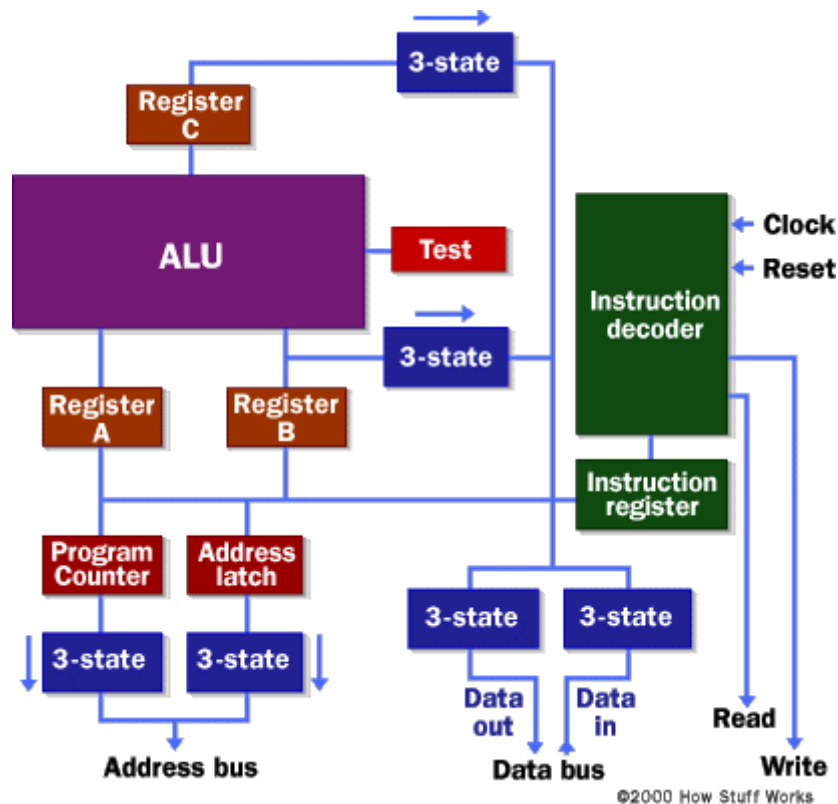 3-state
Register
C
ALU
Test
Clock
Reset
Instruction
decoder
3-state
Register
A
Register
B
Instruction
register
Program
Counter
Address
latch
3-state
3-state
3-state
3-state
Data
out
Data
in
Read
Address bus
Data bus
Write
©2000 How Stuff Works